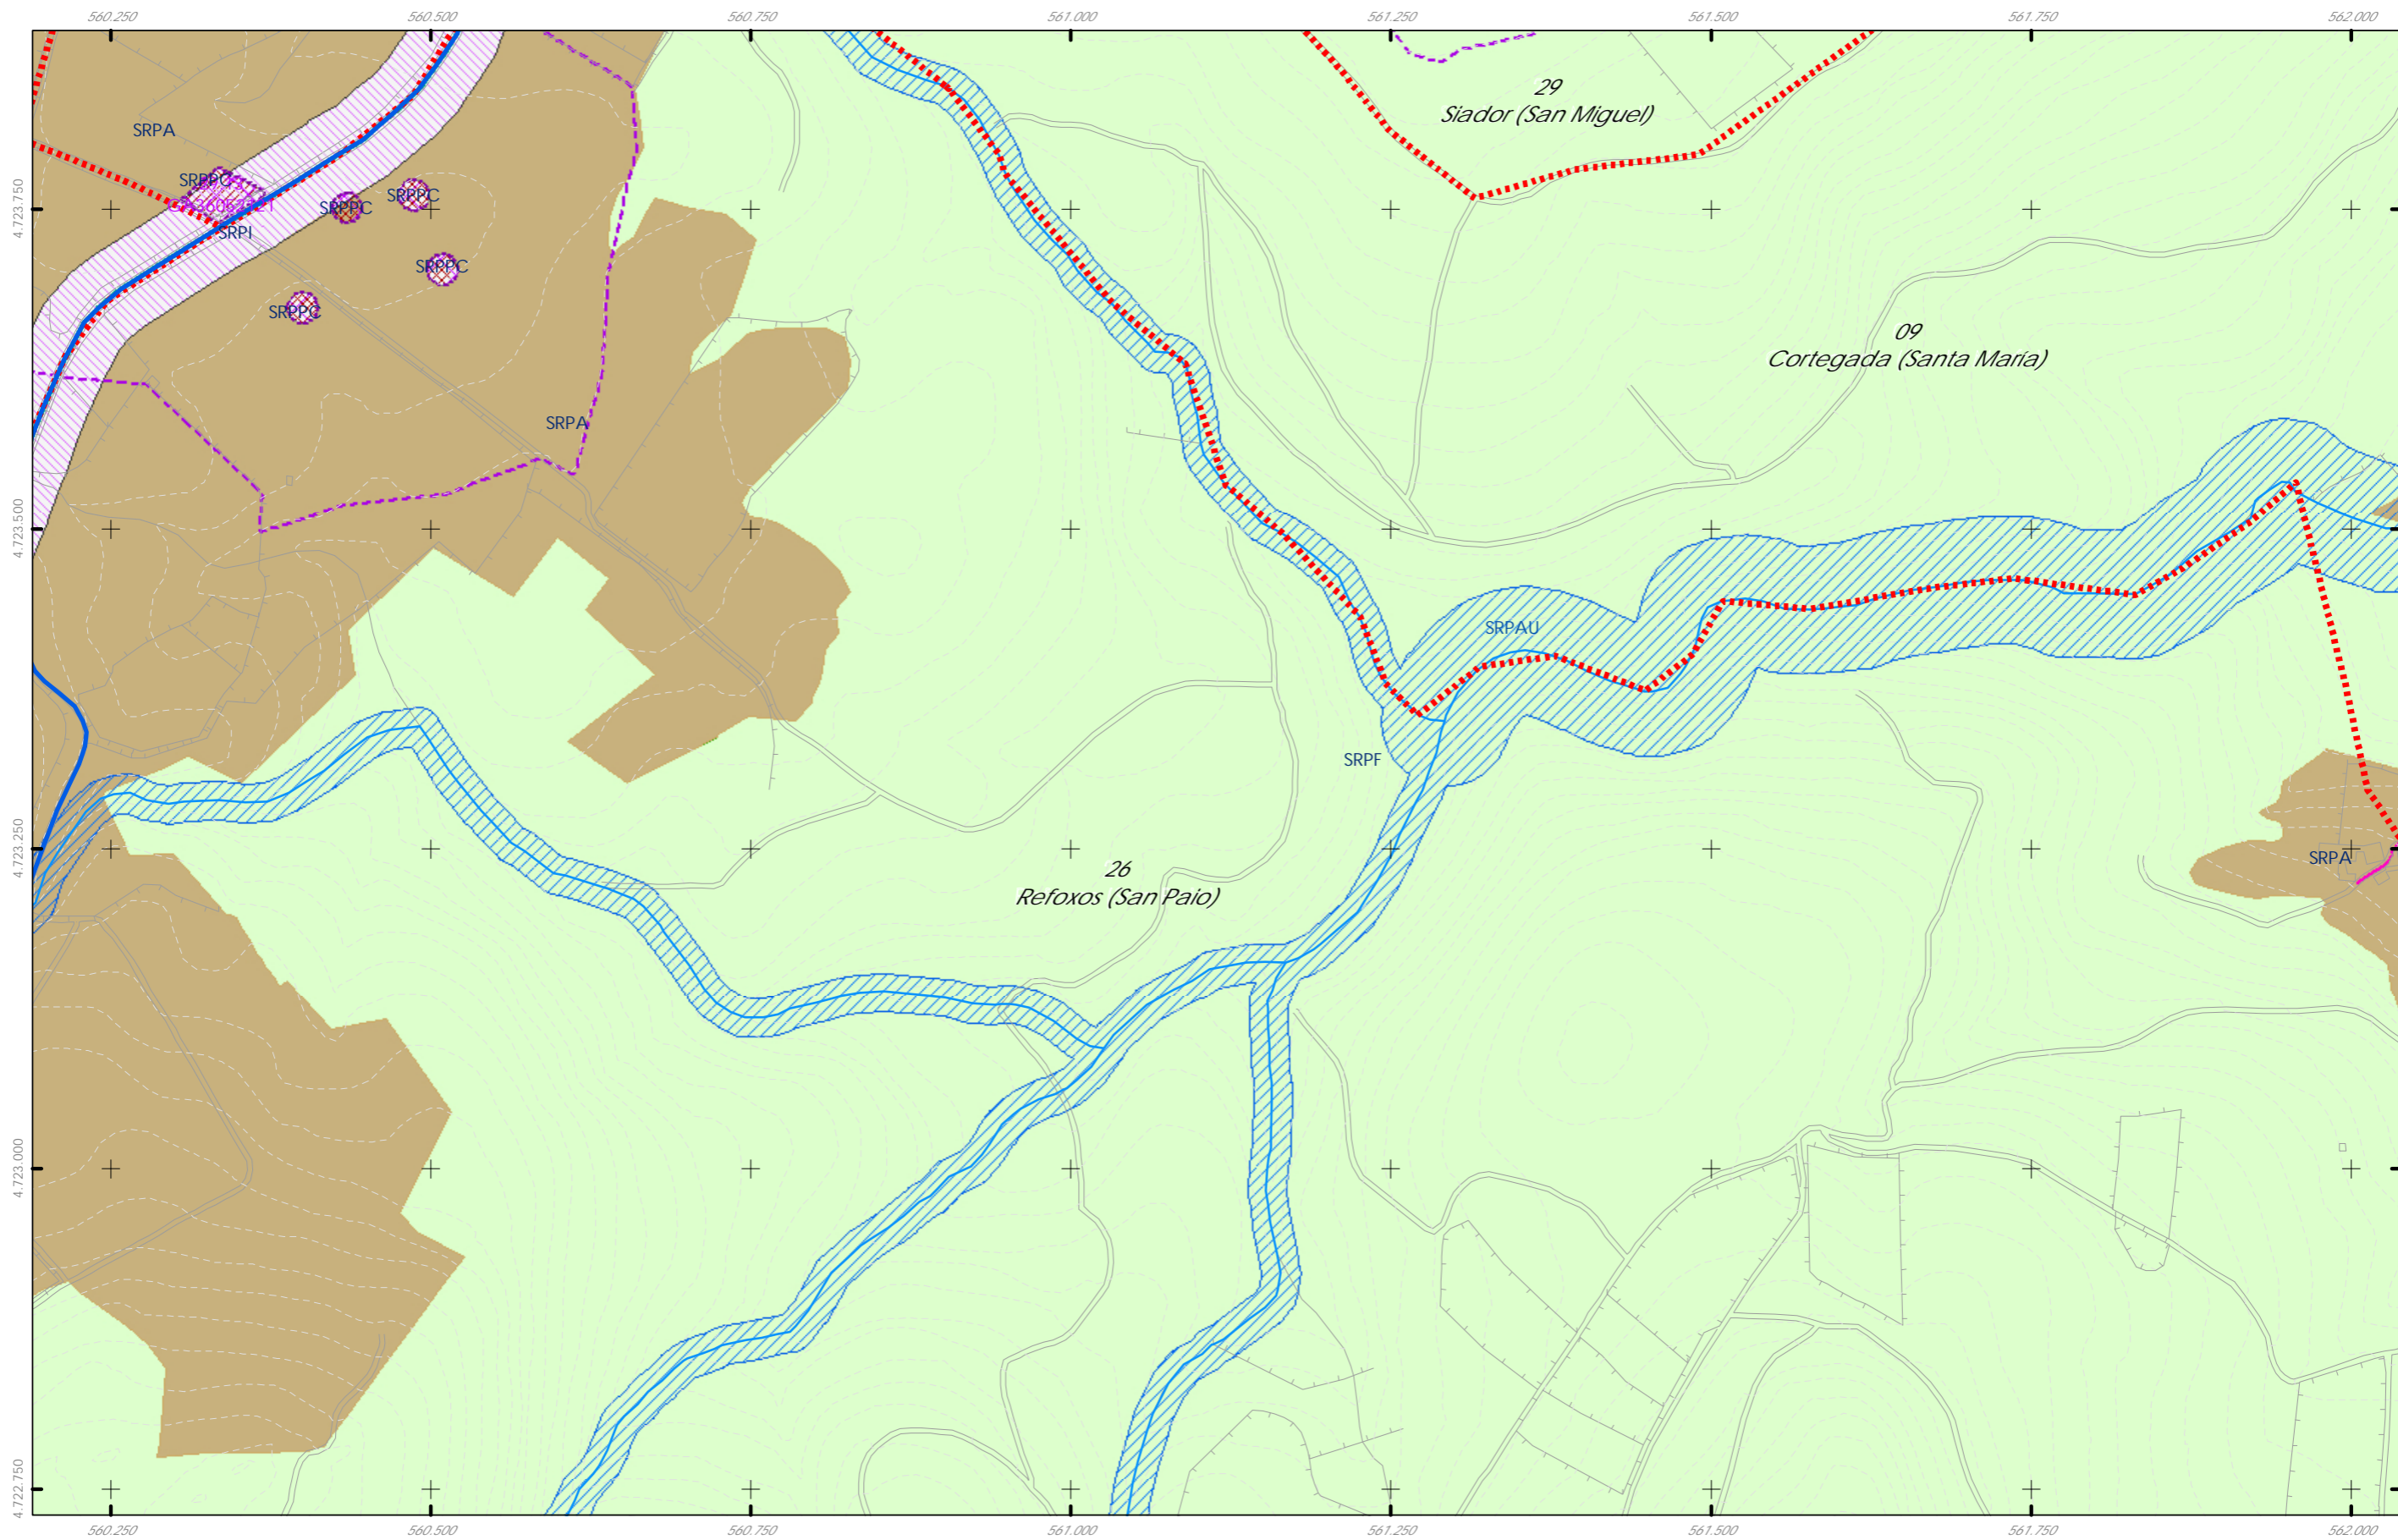 560.250 560.500 560.750 561.000 561.250 561.500 561.750 562.000
29
Siador (San Miguel)
SRPA
SRPPC
SRPPC
SRPPC
4.723.750
SRPI
SRPPC
SRPPC
09
Cortegada (Santa María)
SRPA
4.723.500
SRPAU
SRPF
4.723.250
SRPA
26
Refoxos (San Paio)
4.723.000
4.722.750
560.250 560.500 560.750 561.000 561.250 561.500 561.750 562.000